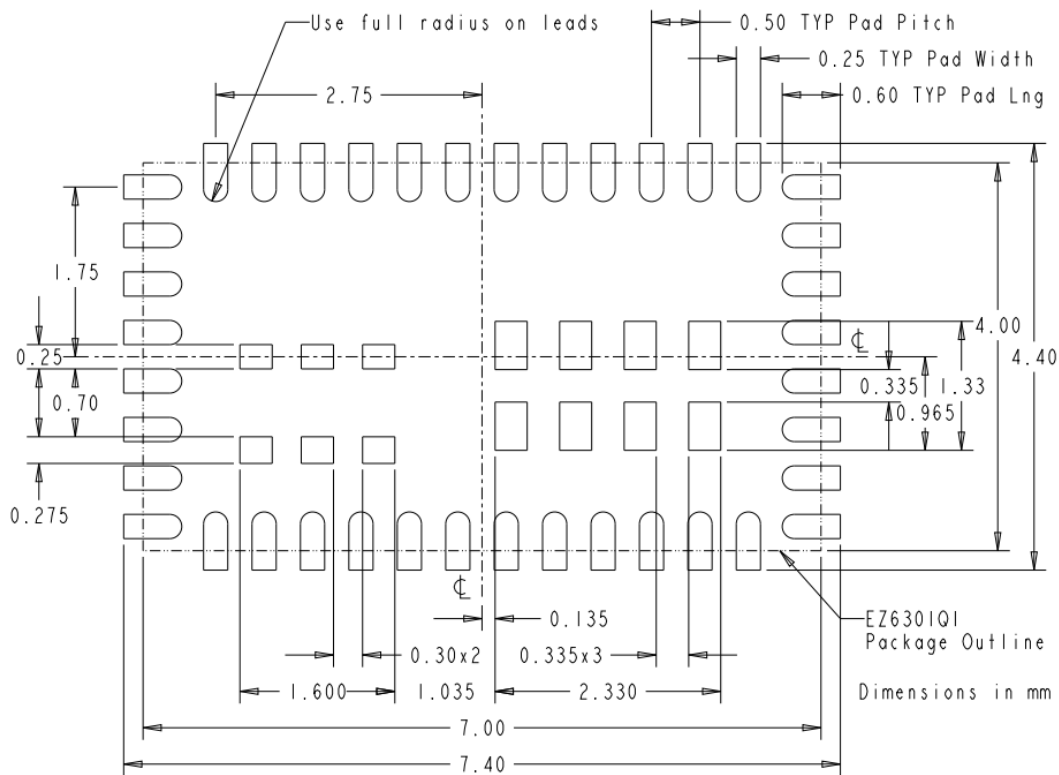 Use full radius on leads
0.50 TYP Pad Pitch
0.25 TYP Pad Width
2.75
0.60 TYP Pad Lng
1.75
4.00
℄
4.40
0.25
0.335
1.33
0.70
0.965
0.275
℄
0.135
EZ6301QI
Package Outline
0.30x2
0.335x3
1.600
1.035
2.330
Dimensions in mm
7.00
7.40